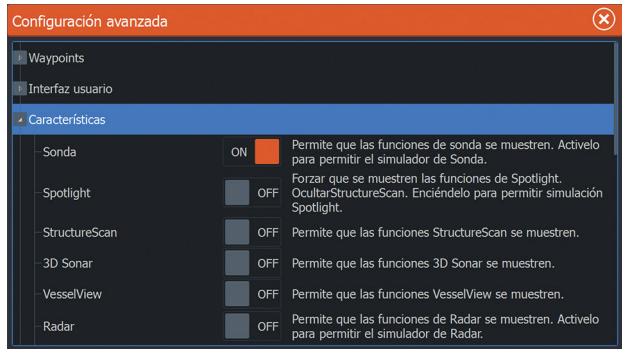 Configuración avanzada
Waypoints
Interfaz usuario
Características
Sonda
ON
Permite que las funciones de sonda se muestren. Activelo
para permitir el simulador de Sonda.
Spotlight
OFF
Forzar que se muestren las funciones de Spotlight.
OcultarStructureScan. Enciéndelo para permitir simulación
Spotlight.
StructureScan
OFF
Permite que las funciones StructureScan se muestren.
3D Sonar
OFF
Permite que las funciones 3D Sonar se muestren.
VesselView
OFF
Permite que las funciones VesselView se muestren.
Radar
OFF
Permite que las funciones de Radar se muestren. Activelo
para permitir el simulador de Radar.